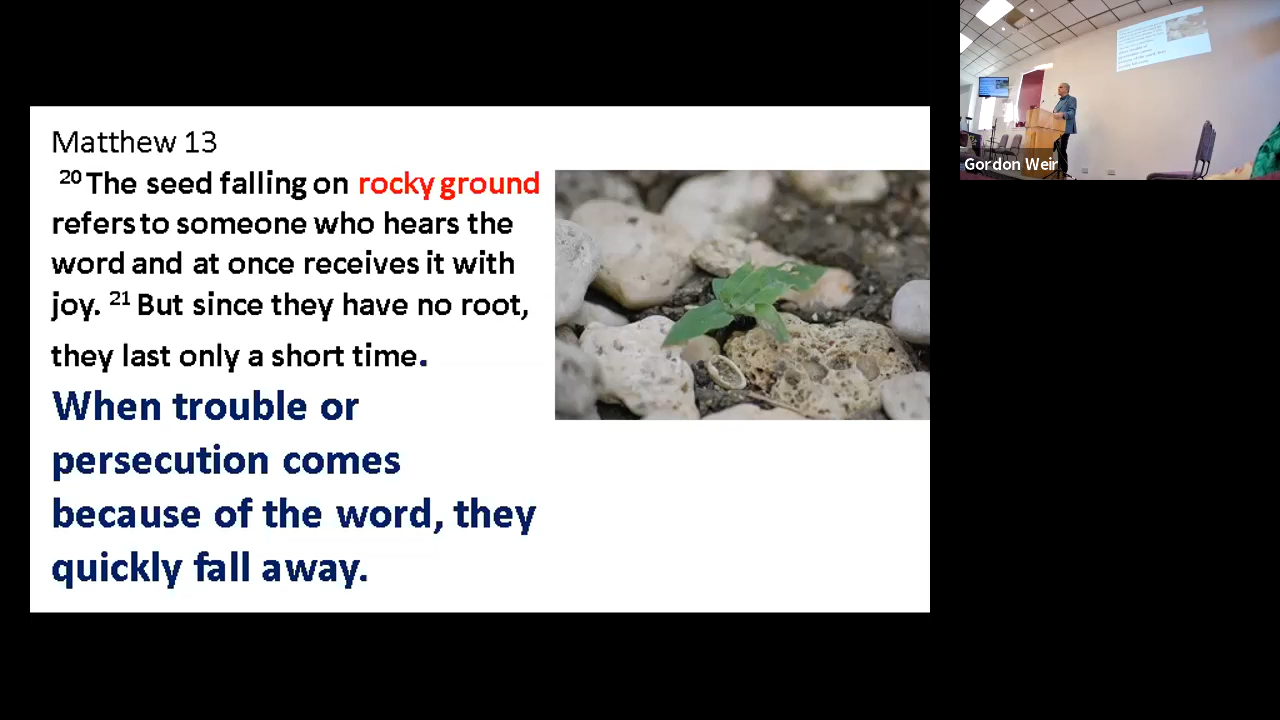 Matthew 13
20 The seed falling on rocky ground
refers to someone who hears the
word and at once receives it with
joy. 21 But since they have no root,
they last only a short time.
When trouble or
persecution comes
because of the word, they
quickly fall away.
Gordon Weir